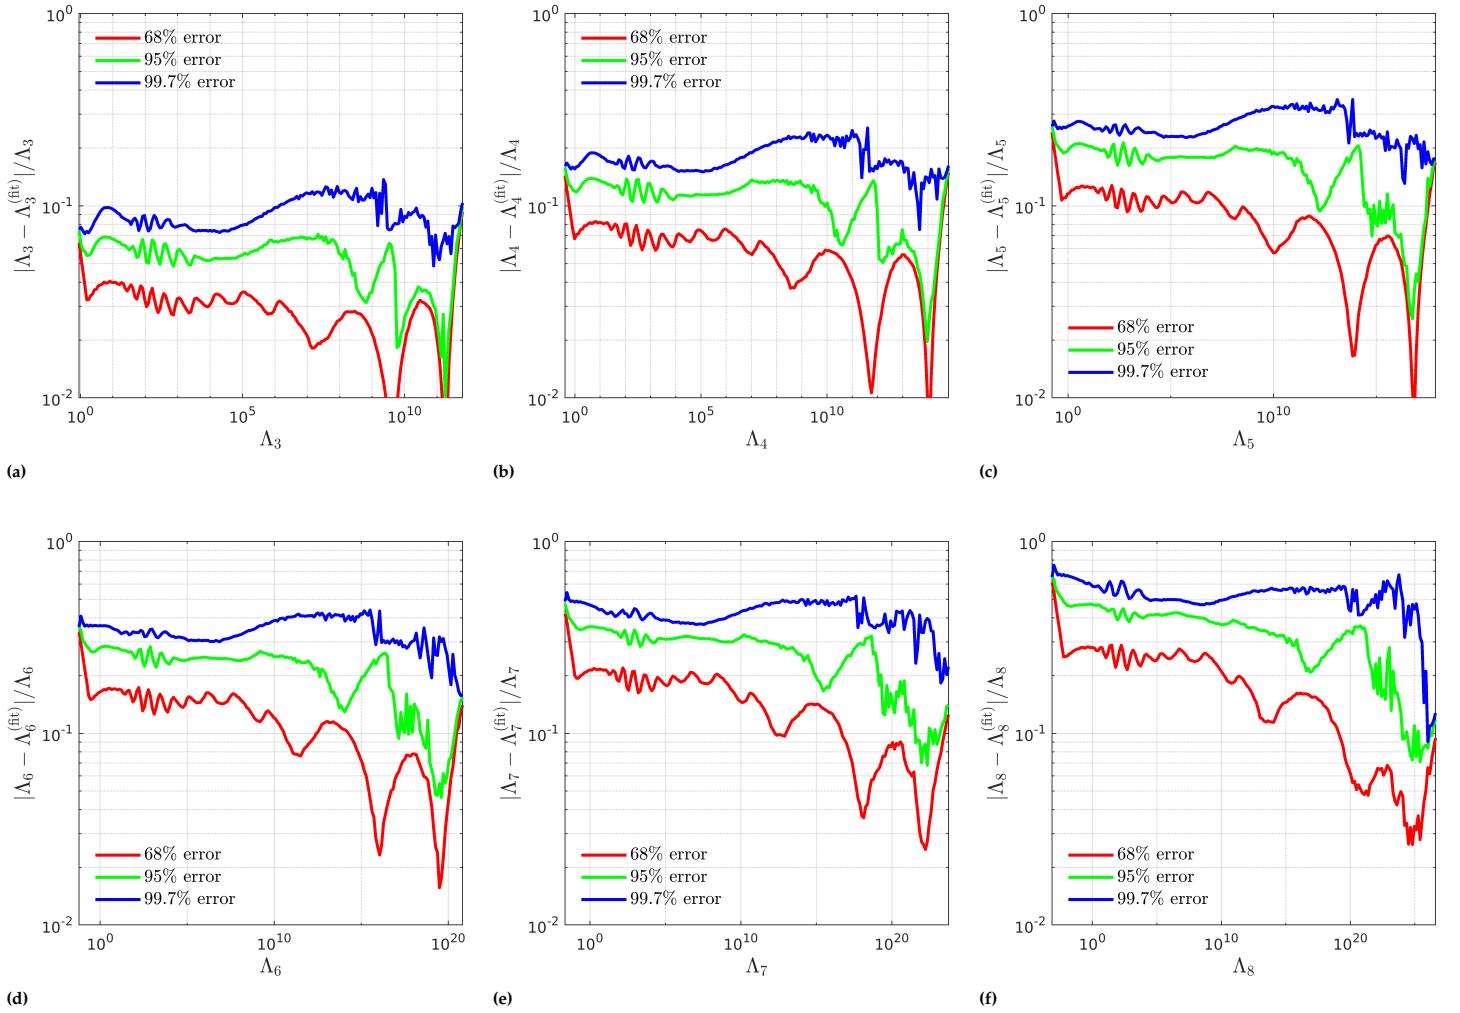 10^0
10^-1
10^-2
|Λ_3 − Λ_3^(fit)|/Λ_3
68% error
95% error
99.7% error
10^0 10^5 10^10
Λ_3
(a)
10^0
10^-1
10^-2
|Λ_4 − Λ_4^(fit)|/Λ_4
68% error
95% error
99.7% error
10^0 10^5 10^10
Λ_4
(b)
10^0
10^-1
10^-2
|Λ_5 − Λ_5^(fit)|/Λ_5
68% error
95% error
99.7% error
10^0 10^10
Λ_5
(c)
10^0
10^-1
10^-2
|Λ_6 − Λ_6^(fit)|/Λ_6
68% error
95% error
99.7% error
10^0 10^10 10^20
Λ_6
(d)
10^0
10^-1
10^-2
|Λ_7 − Λ_7^(fit)|/Λ_7
68% error
95% error
99.7% error
10^0 10^10 10^20
Λ_7
(e)
10^0
10^-1
10^-2
|Λ_8 − Λ_8^(fit)|/Λ_8
68% error
95% error
99.7% error
10^0 10^10 10^20
Λ_8
(f)